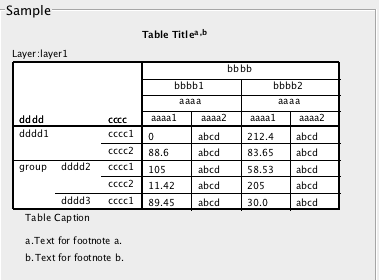 Sample
Table Titlea,b
Layer:layer1
bbbb
bbbb1 bbbb2
aaaa aaaa
dddd cccc aaaa1 aaaa2 aaaa1 aaaa2
dddd1 cccc1 0 abcd 212.4 abcd
cccc2 88.6 abcd 83.65 abcd
group dddd2 cccc1 105 abcd 58.53 abcd
cccc2 11.42 abcd 205 abcd
dddd3 cccc1 89.45 abcd 30.0 abcd
Table Caption
a.Text for footnote a.
b.Text for footnote b.